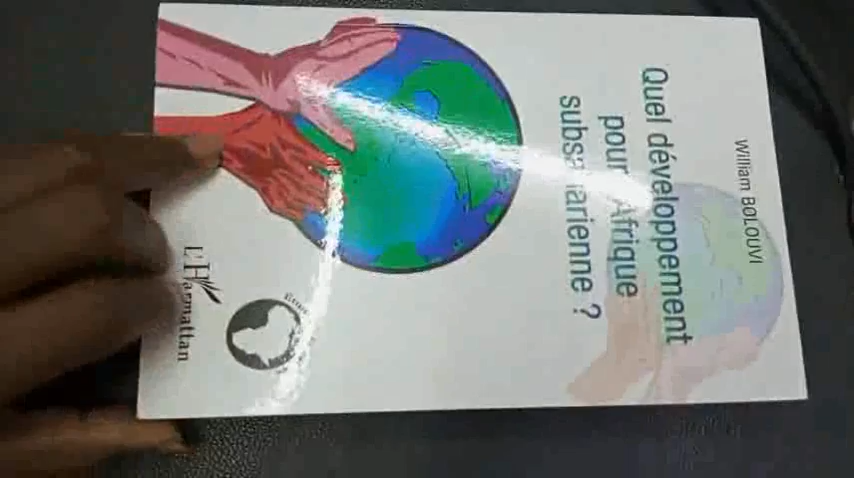 William BOLOUVI
Quel développement
pour Afrique
subsaharienne ?
L'Harmattan